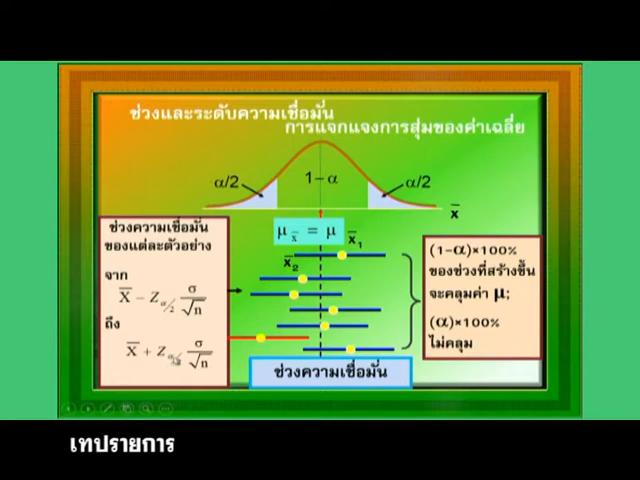 ช่วงและระดับความเชื่อมั่น
การแจกแจงการสุ่มของค่าเฉลี่ย
α/2
1–α
α/2
x̅
μx̅ = μ
x̅1
x̅2
ช่วงความเชื่อมั่น
ของแต่ละตัวอย่าง
จาก
X̅ − Zα/2 σ/√n
ถึง
X̅ + Zα/2 σ/√n
(1-α)×100%
ของช่วงที่สร้างขึ้น
จะคลุมค่า μ;
(α)×100%
ไม่คลุม
ช่วงความเชื่อมั่น
เทปรายการ